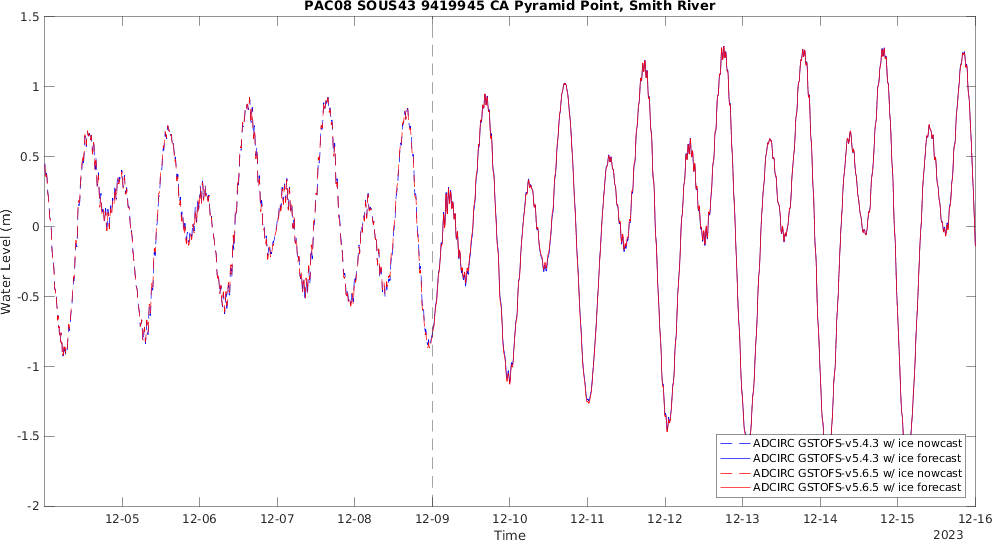 PAC08 SOUS43 9419945 CA Pyramid Point, Smith River
1.5
1
0.5
0
-0.5
-1
-1.5
-2
Water Level (m)
ADCIRC GSTOFS-v5.4.3 w/ ice nowcast
ADCIRC GSTOFS-v5.4.3 w/ ice forecast
ADCIRC GSTOFS-v5.6.5 w/ ice nowcast
ADCIRC GSTOFS-v5.6.5 w/ ice forecast
12-05 12-06 12-07 12-08 12-09 12-10 12-11 12-12 12-13 12-14 12-15 12-16
Time
2023